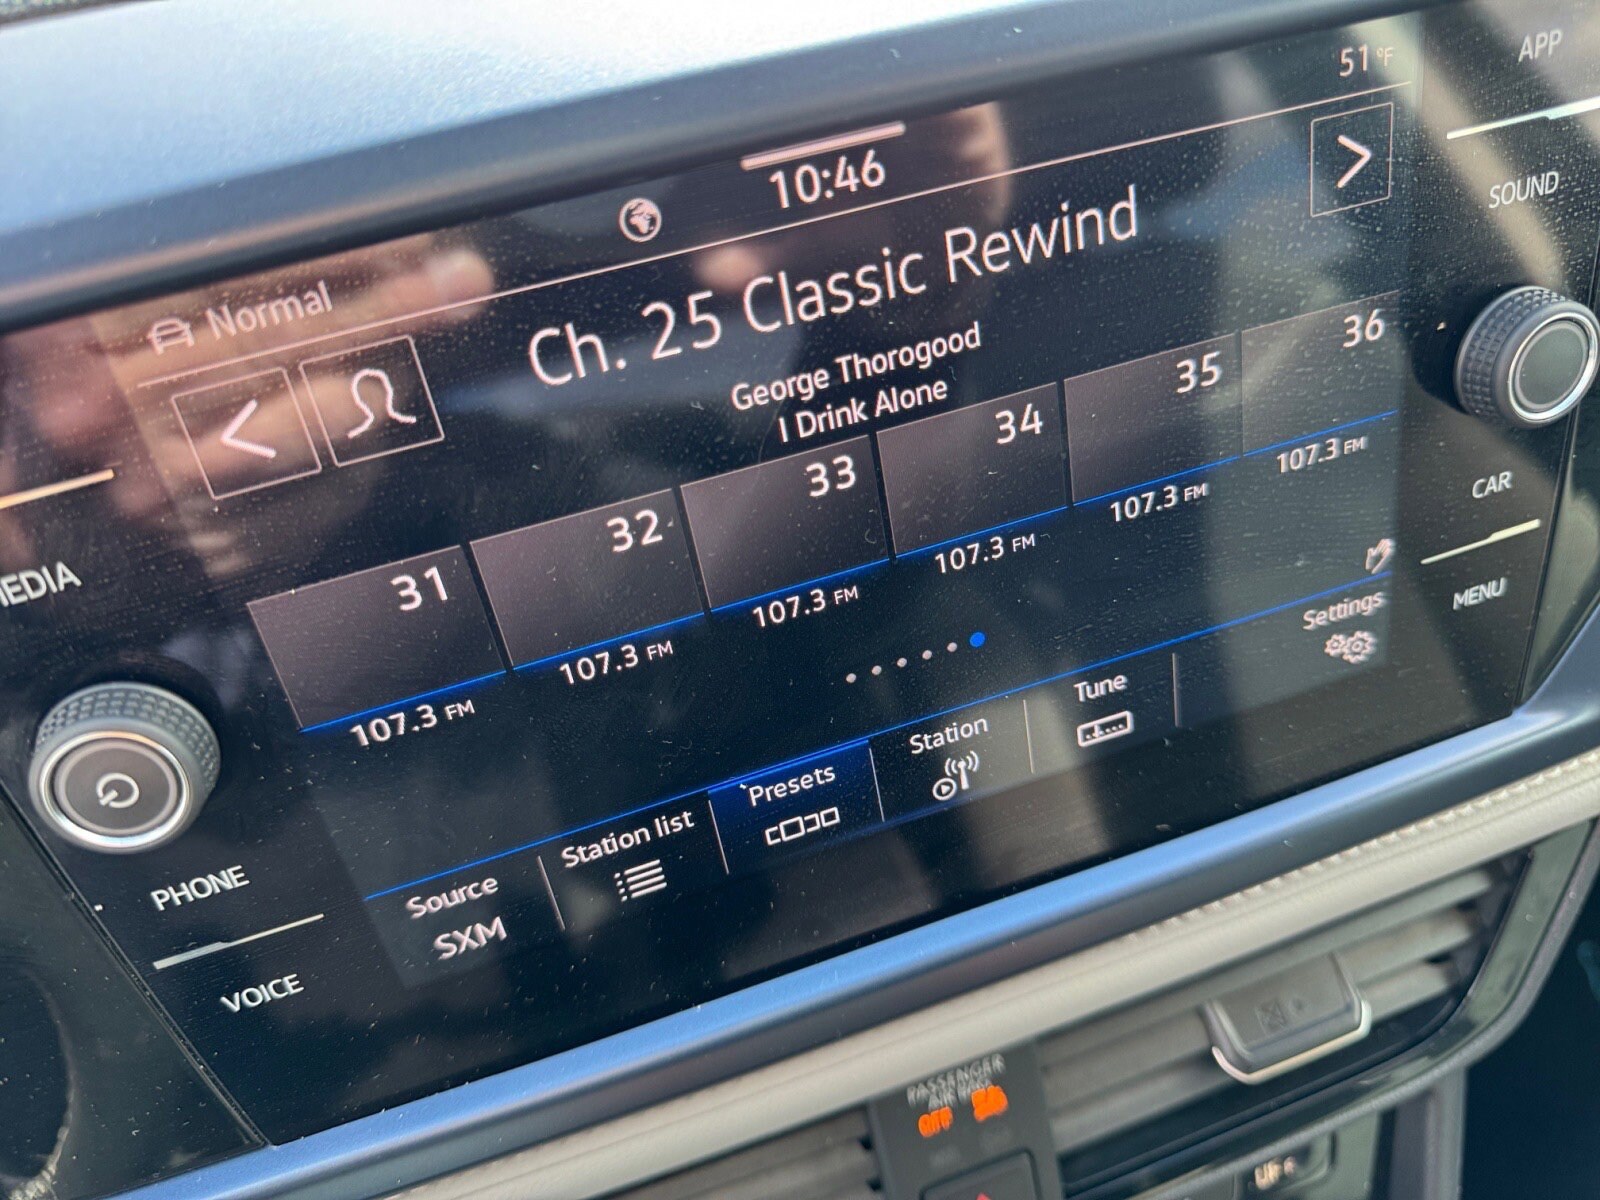 51 °F
APP
10:46
SOUND
Normal
Ch. 25 Classic Rewind
George Thorogood
I Drink Alone
31
32
33
34
35
36
107.3 FM
107.3 FM
107.3 FM
107.3 FM
107.3 FM
107.3 FM
CAR
MENU
MEDIA
PHONE
VOICE
Source
SXM
Station list
Presets
Station
Tune
Settings
PASSENGER
AIR BAG
OFF